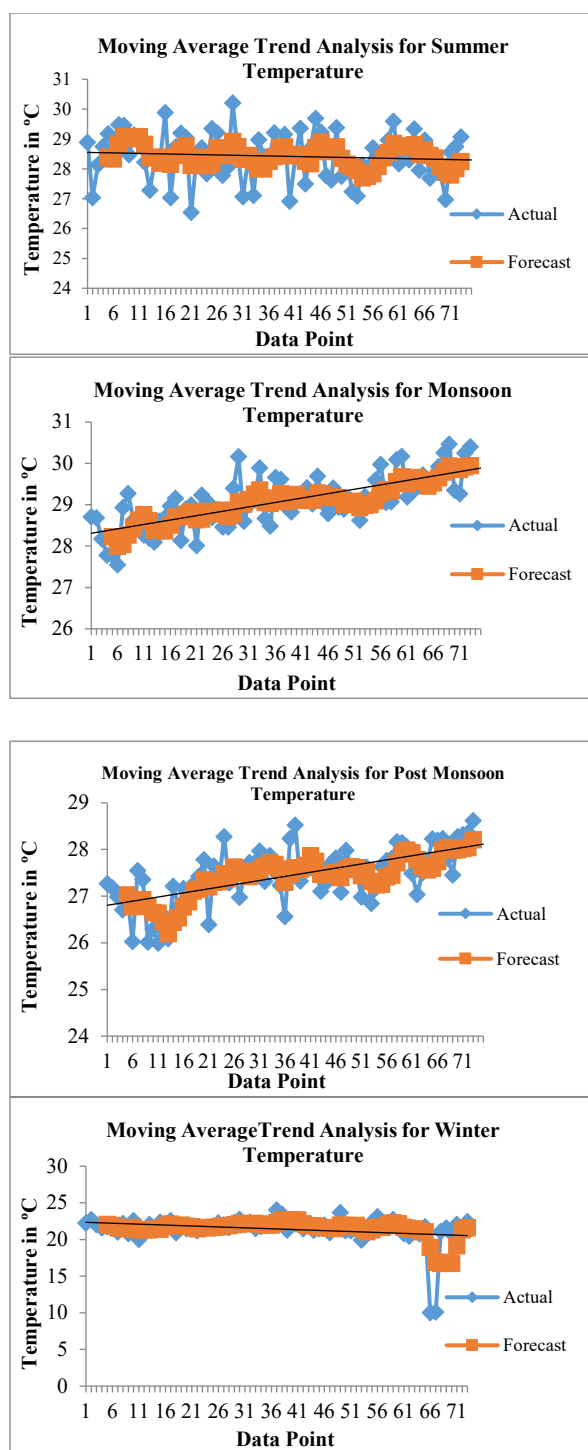 Moving Average Trend Analysis for Summer
Temperature
Temperature in ºC
31
30
29
28
27
26
25
24
1 6 11 16 21 26 31 36 41 46 51 56 61 66 71
Data Point
Actual
Forecast
Moving Average Trend Analysis for Monsoon
Temperature
Temperature in ºC
31
30
29
28
27
26
1 6 11 16 21 26 31 36 41 46 51 56 61 66 71
Data Point
Actual
Forecast
Moving Average Trend Analysis for Post Monsoon
Temperature
Temperature in ºC
29
28
27
26
25
24
1 6 11 16 21 26 31 36 41 46 51 56 61 66 71
Data Point
Actual
Forecast
Moving AverageTrend Analysis for Winter
Temperature
Temperature in ºC
30
25
20
15
10
5
0
1 6 11 16 21 26 31 36 41 46 51 56 61 66 71
Data Point
Actual
Forecast